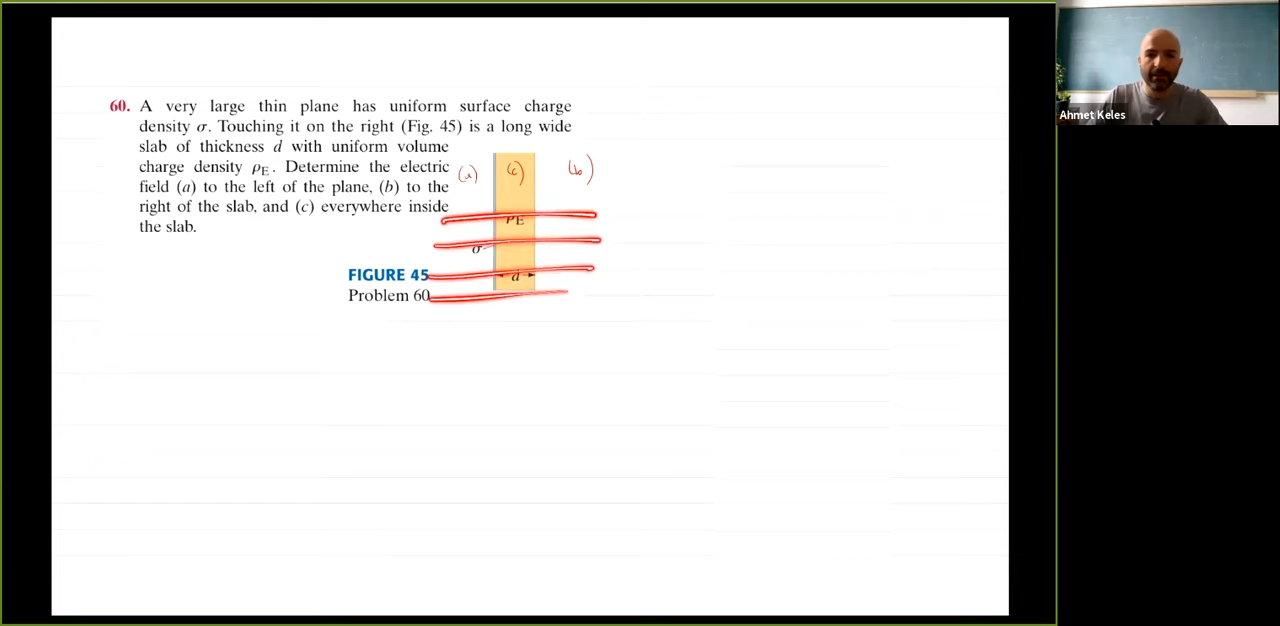 60. A very large thin plane has uniform surface charge
density σ. Touching it on the right (Fig. 45) is a long wide
slab of thickness d with uniform volume
charge density ρE. Determine the electric
field (a) to the left of the plane, (b) to the
right of the slab, and (c) everywhere inside
the slab.
(a) (c) (b)
ρE
σ
d
FIGURE 45
Problem 60
Ahmet Keles